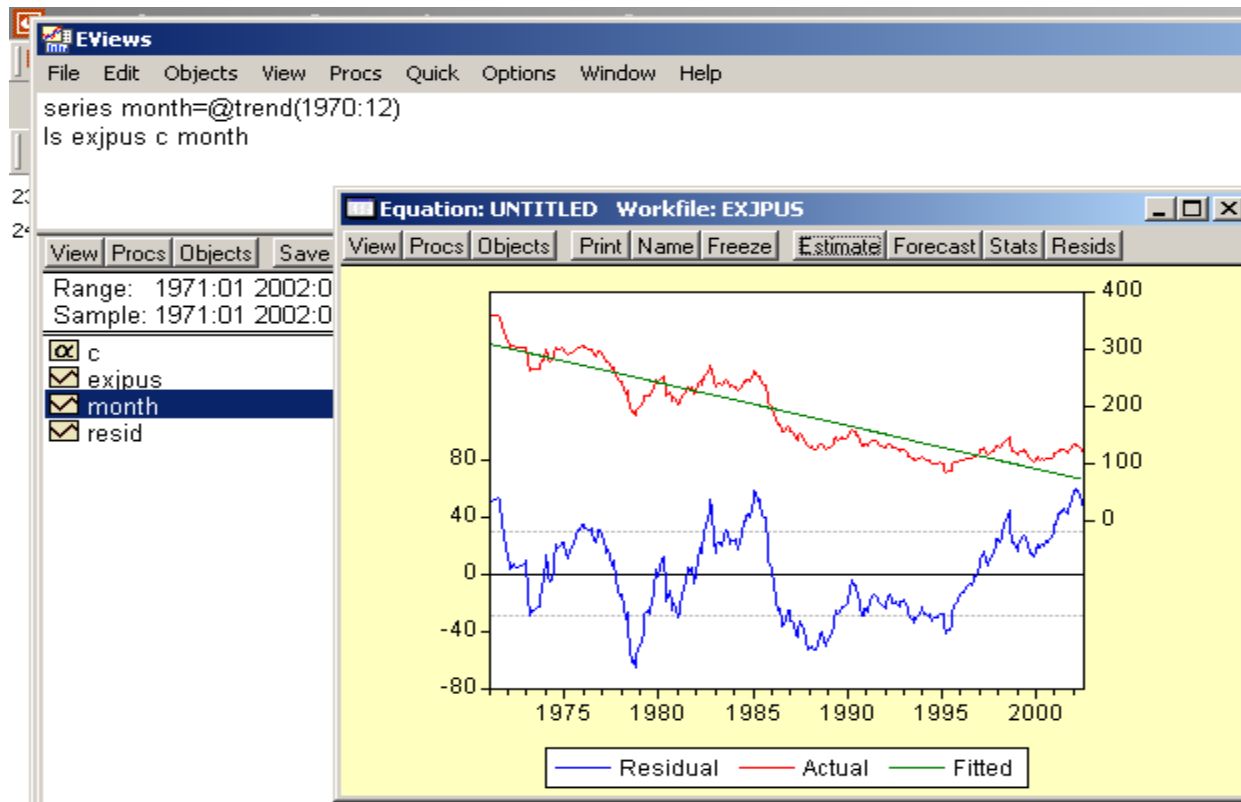 EViews
File Edit Objects View Procs Quick Options Window Help
series month=@trend(1970:12)
ls exjpus c month
Equation: UNTITLED Workfile: EXJPUS
View Procs Objects Print Name Freeze Estimate Forecast Stats Resids
View Procs Objects Save
Range: 1971:01 2002:0
Sample: 1971:01 2002:0
c
exjpus
month
resid
400
300
200
100
0
80
40
0
-40
-80
1975 1980 1985 1990 1995 2000
Residual Actual Fitted